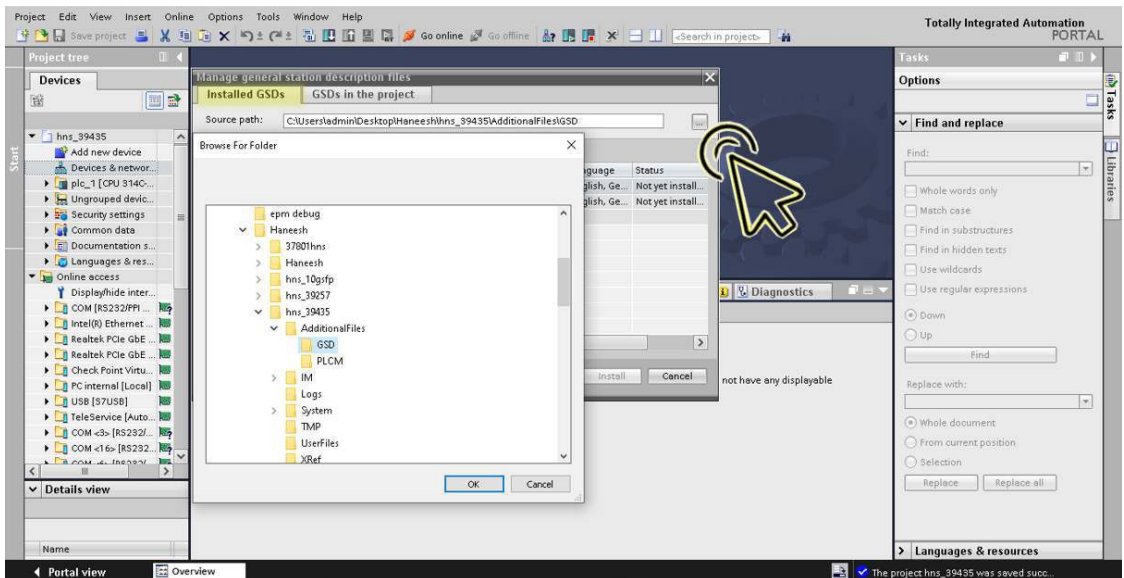 Project Edit View Insert Online Options Tools Window Help
Totally Integrated Automation
PORTAL
Save project
Go online
Go offline
<Search in project>
Project tree
Devices
Start
hns_39435
Add new device
Devices & networ...
plc_1 [CPU 314C-...
Ungrouped devic...
Security settings
Common data
Documentation s...
Languages & res...
Online access
Display/hide inter...
COM [RS232/PPI ...
Intel(R) Ethernet ...
Realtek PCIe GbE ...
Realtek PCIe GbE ...
Check Point Virtu...
PC internal [Local]
USB [S7USB]
TeleService [Auto...
COM <3> [RS232/...
COM <16> [RS232...
Details view
Name
Portal view
Overview
Manage general station description files
Installed GSDs
GSDs in the project
Source path:
C:\Users\admin\Desktop\Haneesh\hns_39435\AdditionalFiles\GSD
...
nguage
Status
glish, Ge...
Not yet install...
glish, Ge...
Not yet install...
Install
Cancel
Browse For Folder
epm debug
Haneesh
37801hns
Haneesh
hns_10gsfp
hns_39257
hns_39435
AdditionalFiles
GSD
PLCM
IM
Logs
System
TMP
UserFiles
XRef
OK
Cancel
Diagnostics
not have any displayable
Tasks
Options
Find and replace
Find:
Whole words only
Match case
Find in substructures
Find in hidden texts
Use wildcards
Use regular expressions
Down
Up
Find
Replace with:
Whole document
From current position
Selection
Replace
Replace all
Languages & resources
Tasks
Libraries
The project hns_39435 was saved succ...